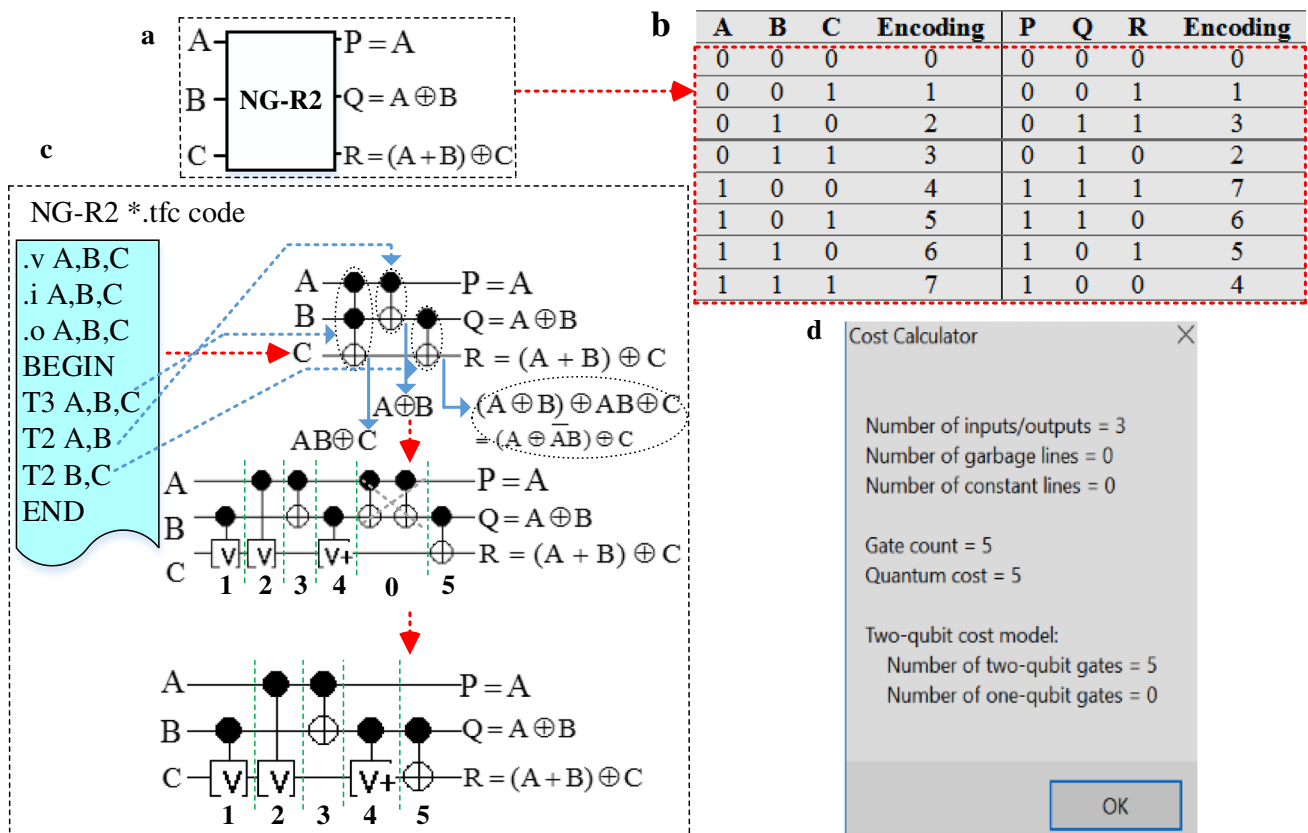 a
A
B
C
NG-R2
P = A
Q = A ⊕ B
R = (A + B) ⊕ C
b
A B C Encoding P Q R Encoding
0 0 0 0 0 0 0 0
0 0 1 1 0 0 1 1
0 1 0 2 0 1 1 3
0 1 1 3 0 1 0 2
1 0 0 4 1 1 1 7
1 0 1 5 1 1 0 6
1 1 0 6 1 0 1 5
1 1 1 7 1 0 0 4
c
NG-R2 *.tfc code
.v A,B,C
.i A,B,C
.o A,B,C
BEGIN
T3 A,B,C
T2 A,B
T2 B,C
END
A P = A
B Q = A ⊕ B
C R = (A + B) ⊕ C
A⊕B
(A ⊕ B) ⊕ AB ⊕ C
AB ⊕ C
= (A ⊕ A̅B) ⊕ C
A P = A
B Q = A ⊕ B
C V V V+ R = (A + B) ⊕ C
1 2 3 4 0 5
A P = A
B Q = A ⊕ B
C V V V+ R = (A + B) ⊕ C
1 2 3 4 5
d
Cost Calculator
Number of inputs/outputs = 3
Number of garbage lines = 0
Number of constant lines = 0
Gate count = 5
Quantum cost = 5
Two-qubit cost model:
Number of two-qubit gates = 5
Number of one-qubit gates = 0
OK